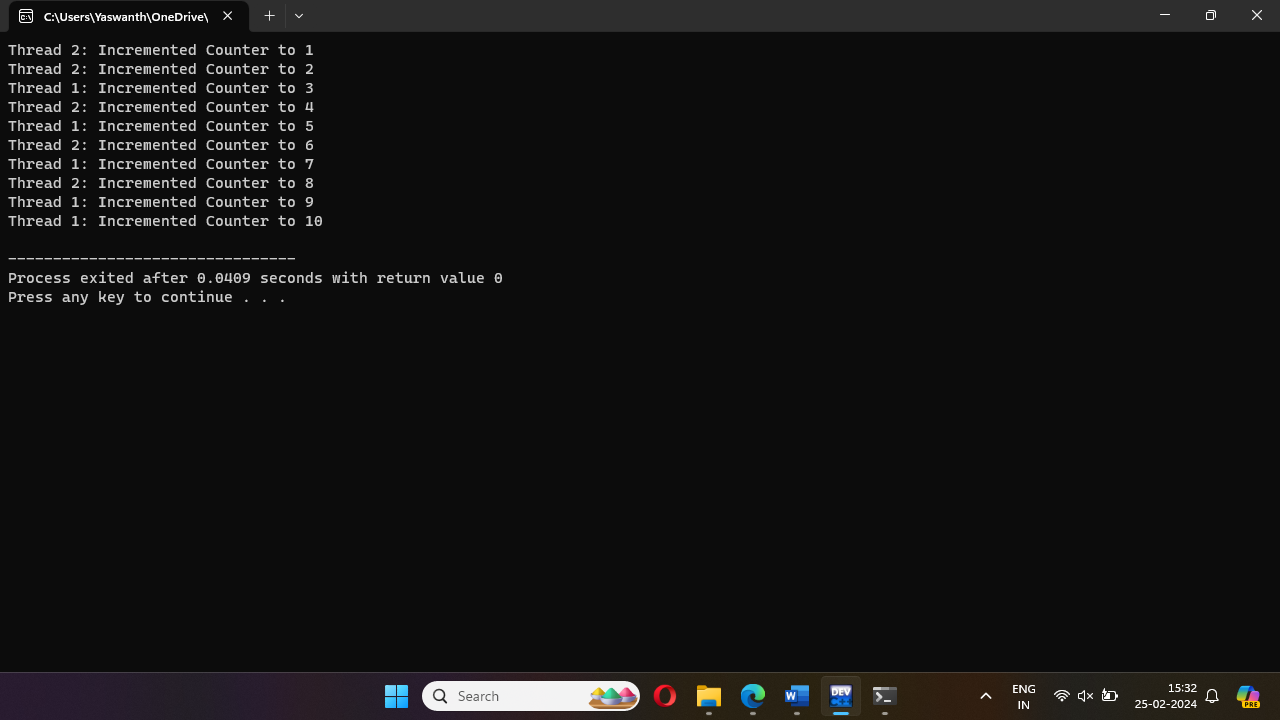 C:\Users\Yaswanth\OneDrive\
Thread 2: Incremented Counter to 1
Thread 2: Incremented Counter to 2
Thread 1: Incremented Counter to 3
Thread 2: Incremented Counter to 4
Thread 1: Incremented Counter to 5
Thread 2: Incremented Counter to 6
Thread 1: Incremented Counter to 7
Thread 2: Incremented Counter to 8
Thread 1: Incremented Counter to 9
Thread 1: Incremented Counter to 10
--------------------------------
Process exited after 0.0409 seconds with return value 0
Press any key to continue . . .
Search
DEV
C++
ENG
IN
15:32
25-02-2024
PRE